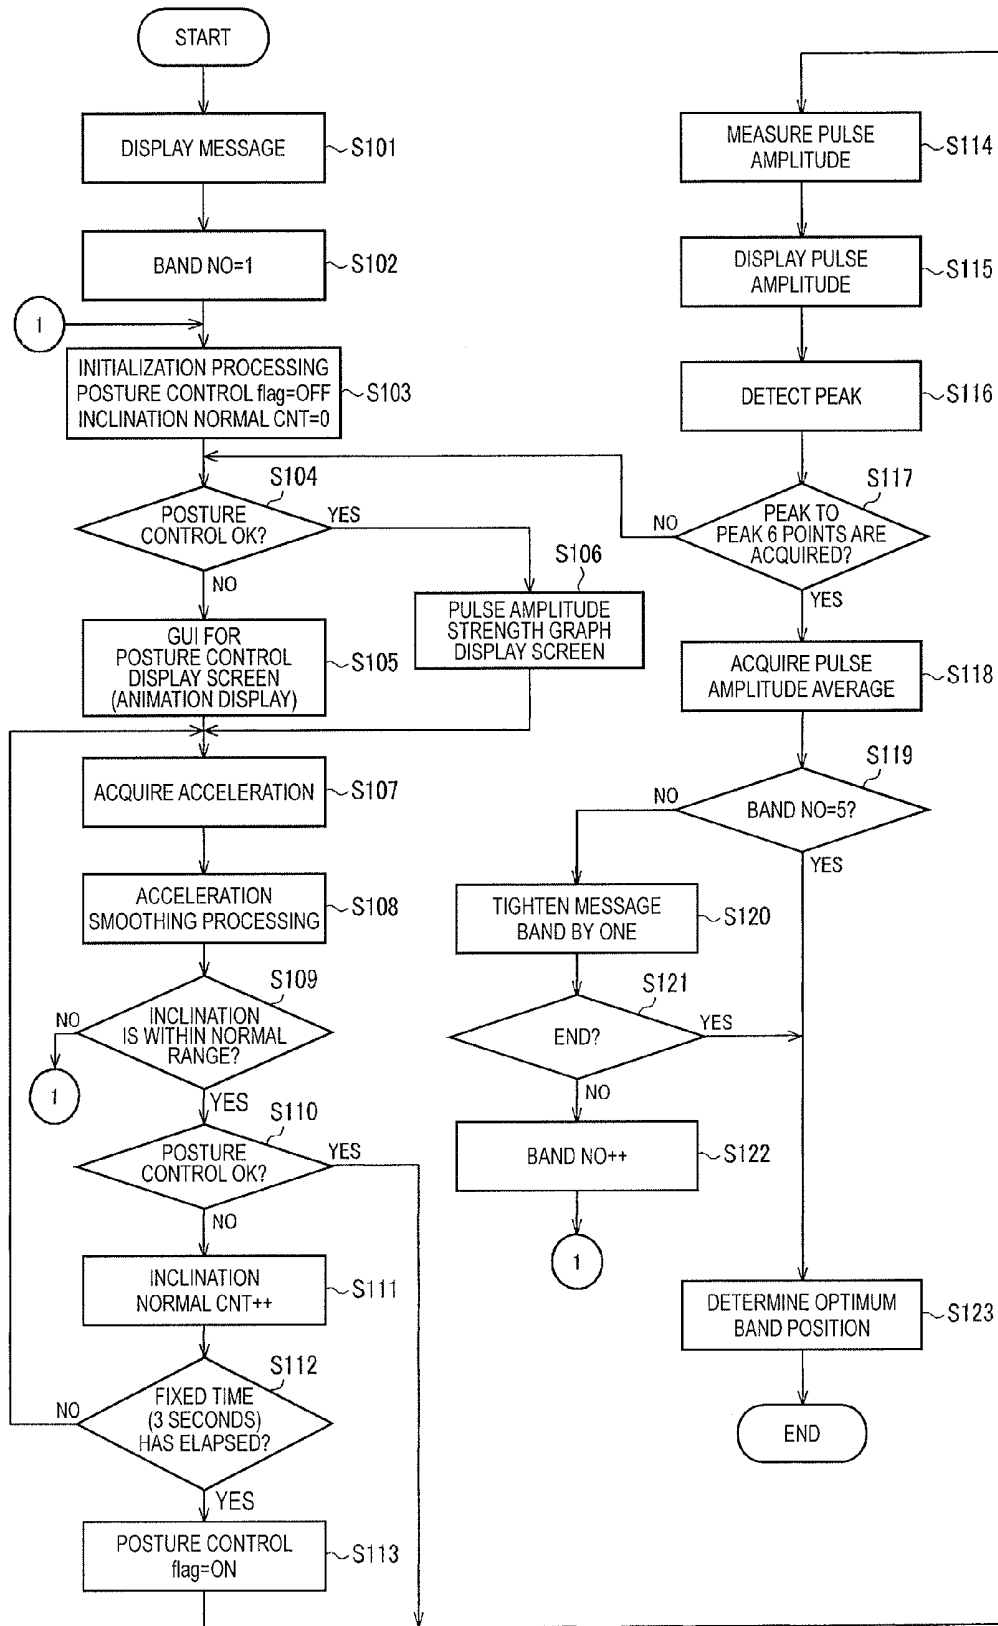 START
DISPLAY MESSAGE
S101
BAND NO=1
S102
1
INITIALIZATION PROCESSING
POSTURE CONTROL flag=OFF
INCLINATION NORMAL CNT=0
S103
S104
POSTURE
CONTROL OK?
YES
NO
S106
PULSE AMPLITUDE
STRENGTH GRAPH
DISPLAY SCREEN
GUI FOR
POSTURE CONTROL
DISPLAY SCREEN
(ANIMATION DISPLAY)
S105
ACQUIRE ACCELERATION
S107
ACCELERATION
SMOOTHING PROCESSING
S108
S109
INCLINATION
IS WITHIN NORMAL
RANGE?
NO
1
YES
S110
POSTURE
CONTROL OK?
YES
NO
INCLINATION
NORMAL CNT++
S111
S112
FIXED TIME
(3 SECONDS)
HAS ELAPSED?
NO
YES
POSTURE CONTROL
flag=ON
S113
MEASURE PULSE
AMPLITUDE
S114
DISPLAY PULSE
AMPLITUDE
S115
DETECT PEAK
S116
S117
PEAK TO
PEAK 6 POINTS ARE
ACQUIRED?
NO
YES
ACQUIRE PULSE
AMPLITUDE AVERAGE
S118
S119
BAND NO=5?
NO
YES
TIGHTEN MESSAGE
BAND BY ONE
S120
S121
END?
YES
NO
BAND NO++
S122
1
DETERMINE OPTIMUM
BAND POSITION
S123
END